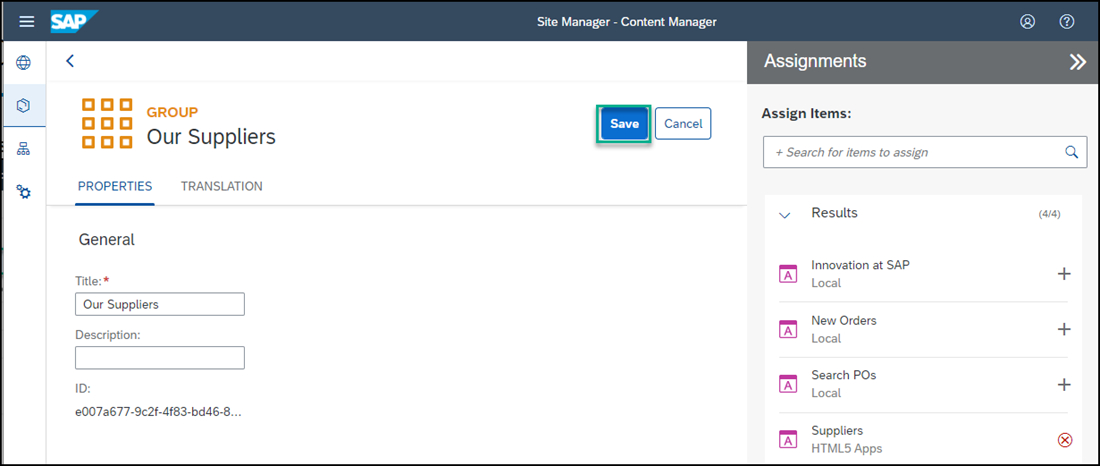 SAP
Site Manager - Content Manager
GROUP
Our Suppliers
Save
Cancel
PROPERTIES
TRANSLATION
General
Title:*
Our Suppliers
Description:
ID:
e007a677-9c2f-4f83-bd46-8...
Assignments
Assign Items:
+ Search for items to assign
Results
(4/4)
A
Innovation at SAP
Local
A
New Orders
Local
A
Search POs
Local
A
Suppliers
HTML5 Apps